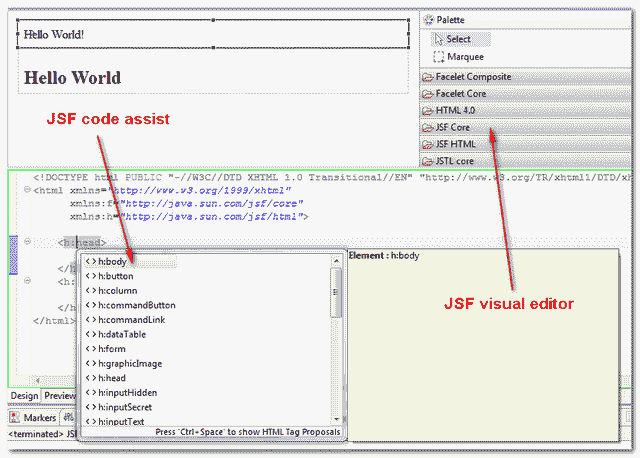 Hello World!
Hello World
Palette
Select
Marquee
Facelet Composite
Facelet Core
HTML 4.0
JSF Core
JSF HTML
JSTL core
JSF code assist
JSF visual editor
<!DOCTYPE html PUBLIC "-//W3C//DTD XHTML 1.0 Transitional//EN" "http://www.w3.org/TR/xhtml1/DTD/xh
<html xmlns="http://www.w3.org/1999/xhtml"
xmlns:f="http://java.sun.com/jsf/core"
xmlns:h="http://java.sun.com/jsf/html">
<h:head>
</h
<h:
</h
</html>
h:body
h:button
h:column
h:commandButton
h:commandLink
h:dataTable
h:form
h:graphicImage
h:head
h:inputHidden
h:inputSecret
h:inputText
Press 'Ctrl+Space' to show HTML Tag Proposals
Element : h:body
Design Preview
Markers
<terminated> JSF